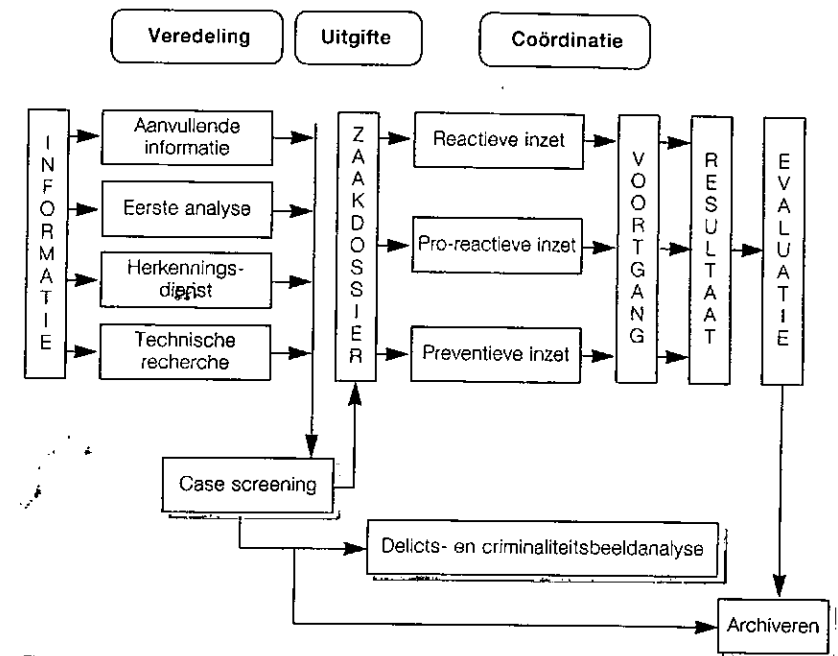 Veredeling
Uitgifte
Coördinatie
INFORMATIE
Aanvullende
informatie
Eerste analyse
Herkennings-
dienst
Technische
recherche
ZAAKDOSSIER
Reactieve inzet
Pro-reactieve inzet
Preventieve inzet
VOORTGANG
RESULTAAT
EVALUATIE
Case screening
Delicts- en criminaliteitsbeeldanalyse
Archiveren